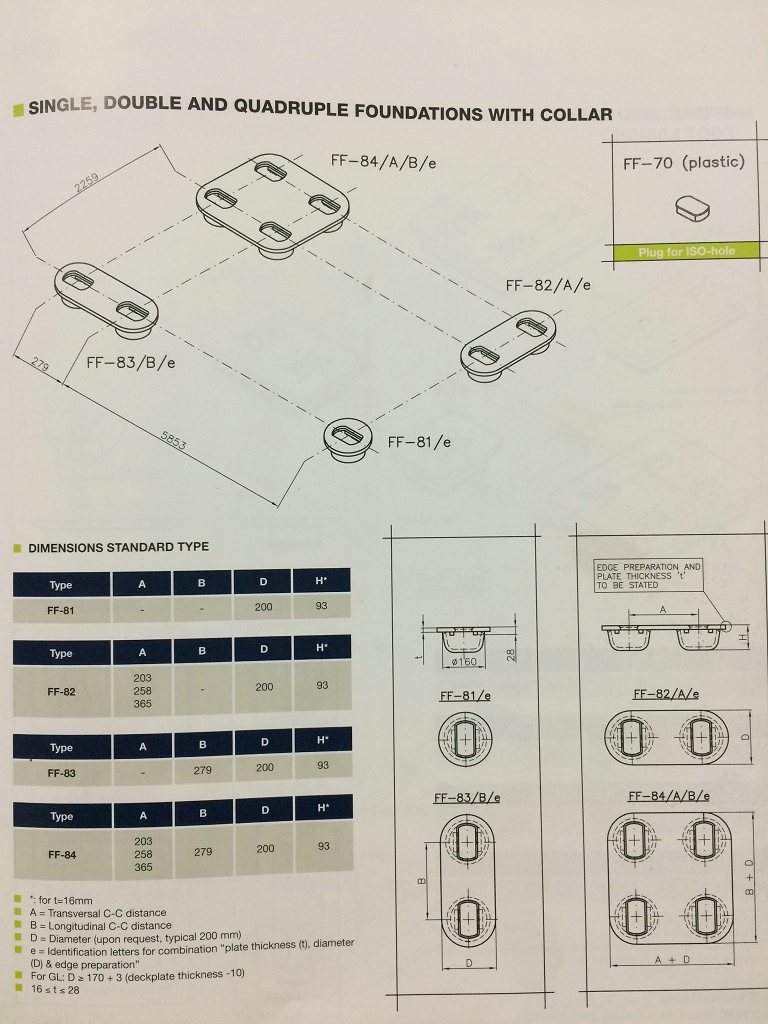 SINGLE, DOUBLE AND QUADRUPLE FOUNDATIONS WITH COLLAR
FF-84/A/B/e
FF-70 (plastic)
Plug for ISO-hole
2259
FF-82/A/e
FF-83/B/e
279
5853
FF-81/e
DIMENSIONS STANDARD TYPE
Type A B D H*
FF-81 - - 200 93
Type A B D H*
FF-82 203 258 365 - 200 93
Type A B D H*
FF-83 - 279 200 93
Type A B D H*
FF-84 203 258 365 279 200 93
*: for t=16mm
A = Transversal C-C distance
B = Longitudinal C-C distance
D = Diameter (upon request, typical 200 mm)
e = Identification letters for combination "plate thickness (t), diameter
(D) & edge preparation"
For GL: D ≥ 170 + 3 (deckplate thickness -10)
16 ≤ t ≤ 28
t
ø160
28
FF-81/e
FF-83/B/e
B
D
EDGE PREPARATION AND
PLATE THICKNESS 't'
TO BE STATED
A
H
FF-82/A/e
D
FF-84/A/B/e
B + D
A + D